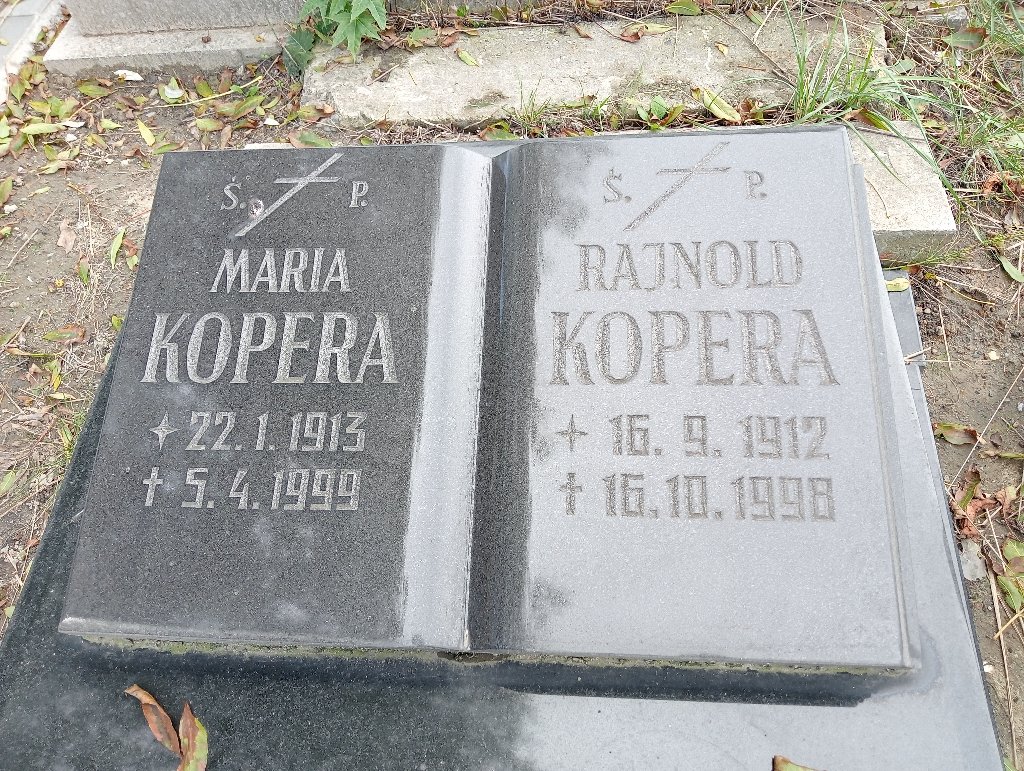 Ś. P.
MARIA
KOPERA
22.1.1913
5.4.1999
Ś. P.
RAJNOLD
KOPERA
16.9.1912
16.10.1998